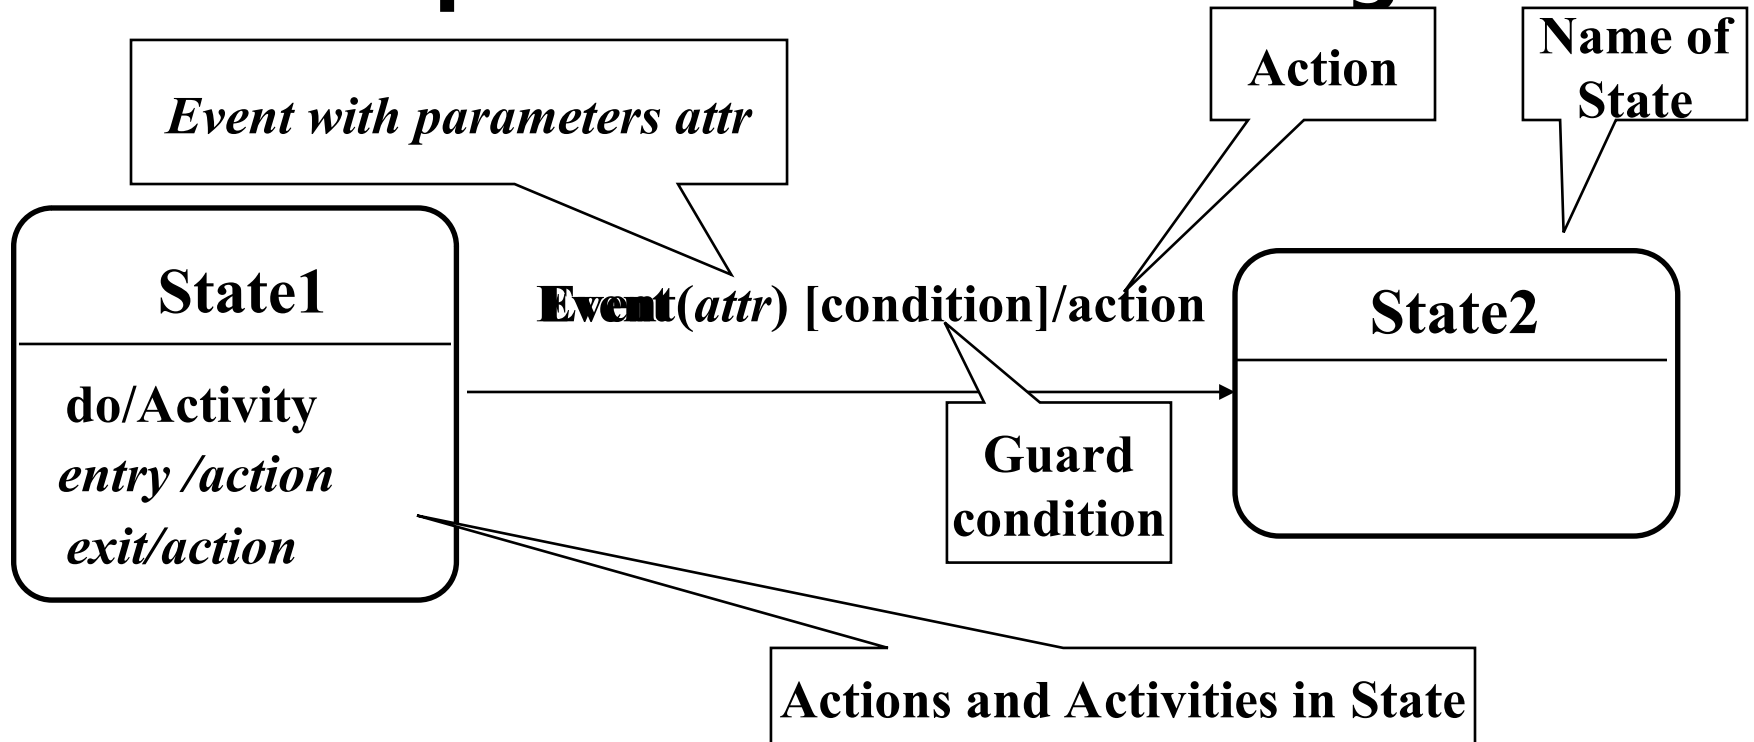 Action
Name of
State
Event with parameters attr
State1
Event(attr) [condition]/action
State2
do/Activity
entry /action
exit/action
Guard
condition
Actions and Activities in State